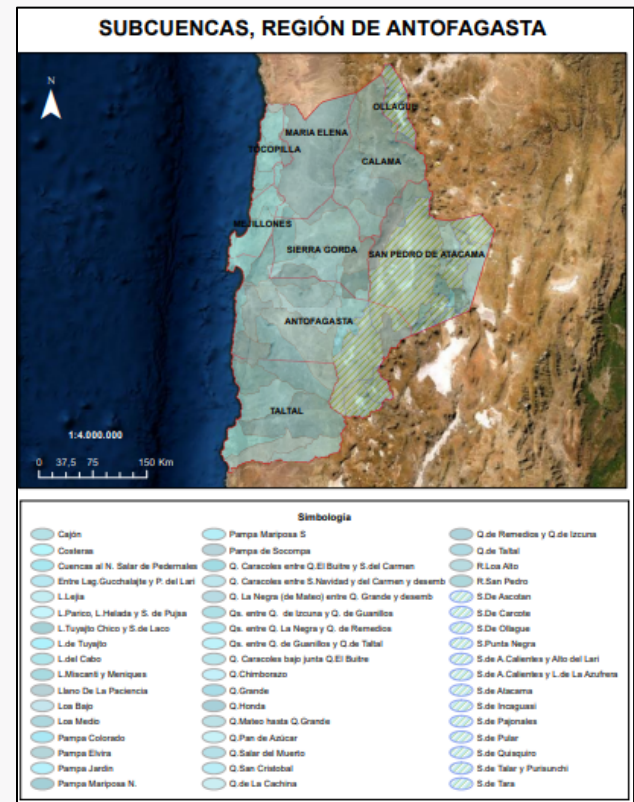 SUBCUENCAS, REGIÓN DE ANTOFAGASTA
N
OLLAGUE
MARIA ELENA
TOCOPILLA
CALAMA
MEJILLONES
SIERRA GORDA
SAN PEDRO DE ATACAMA
ANTOFAGASTA
TALTAL
1:4.000.000
0 37,5 75 150 Km
Simbología
Cajón
Costeras
Cuencas al N. Salar de Pedernales
Entre Lag.Gucchalajte y P. del Lari
L.Lejia
L.Parico, L.Helada y S. de Pujsa
L.Tuyajto Chico y S.de Laco
L.de Tuyajto
L.del Cabo
L.Miscanti y Meniques
Llano De La Paciencia
Loa Bajo
Loa Medio
Pampa Colorado
Pampa Elvira
Pampa Jardin
Pampa Mariposa N.
Pampa Mariposa S
Pampa de Socompa
Q. Caracoles entre Q.El Buitre y S.del Carmen
Q. Caracoles entre S.Navidad y del Carmen y desemb
Q. La Negra (de Mateo) entre Q. Grande y desemb
Qs. entre Q. de Izcuna y Q. de Guanillos
Qs. entre Q. La Negra y Q. de Remedios
Qs. entre Q. de Guanillos y Q.de Taltal
Q. Caracoles bajo junta Q.El Buitre
Q.Chimborazo
Q.Grande
Q.Honda
Q.Mateo hasta Q.Grande
Q.Pan de Azúcar
Q.Salar del Muerto
Q.San Cristobal
Q.de La Cachina
Q.de Remedios y Q.de Izcuna
Q.de Taltal
R.Loa Alto
R.San Pedro
S.De Ascotan
S.De Carcote
S.De Ollague
S.Punta Negra
S.de A.Calientes y Alto del Lari
S.de A.Calientes y L.de La Azufrera
S.de Atacama
S.de Incaguasi
S.de Pajonales
S.de Pular
S.de Quisquiro
S.de Talar y Purisunchi
S.de Tara